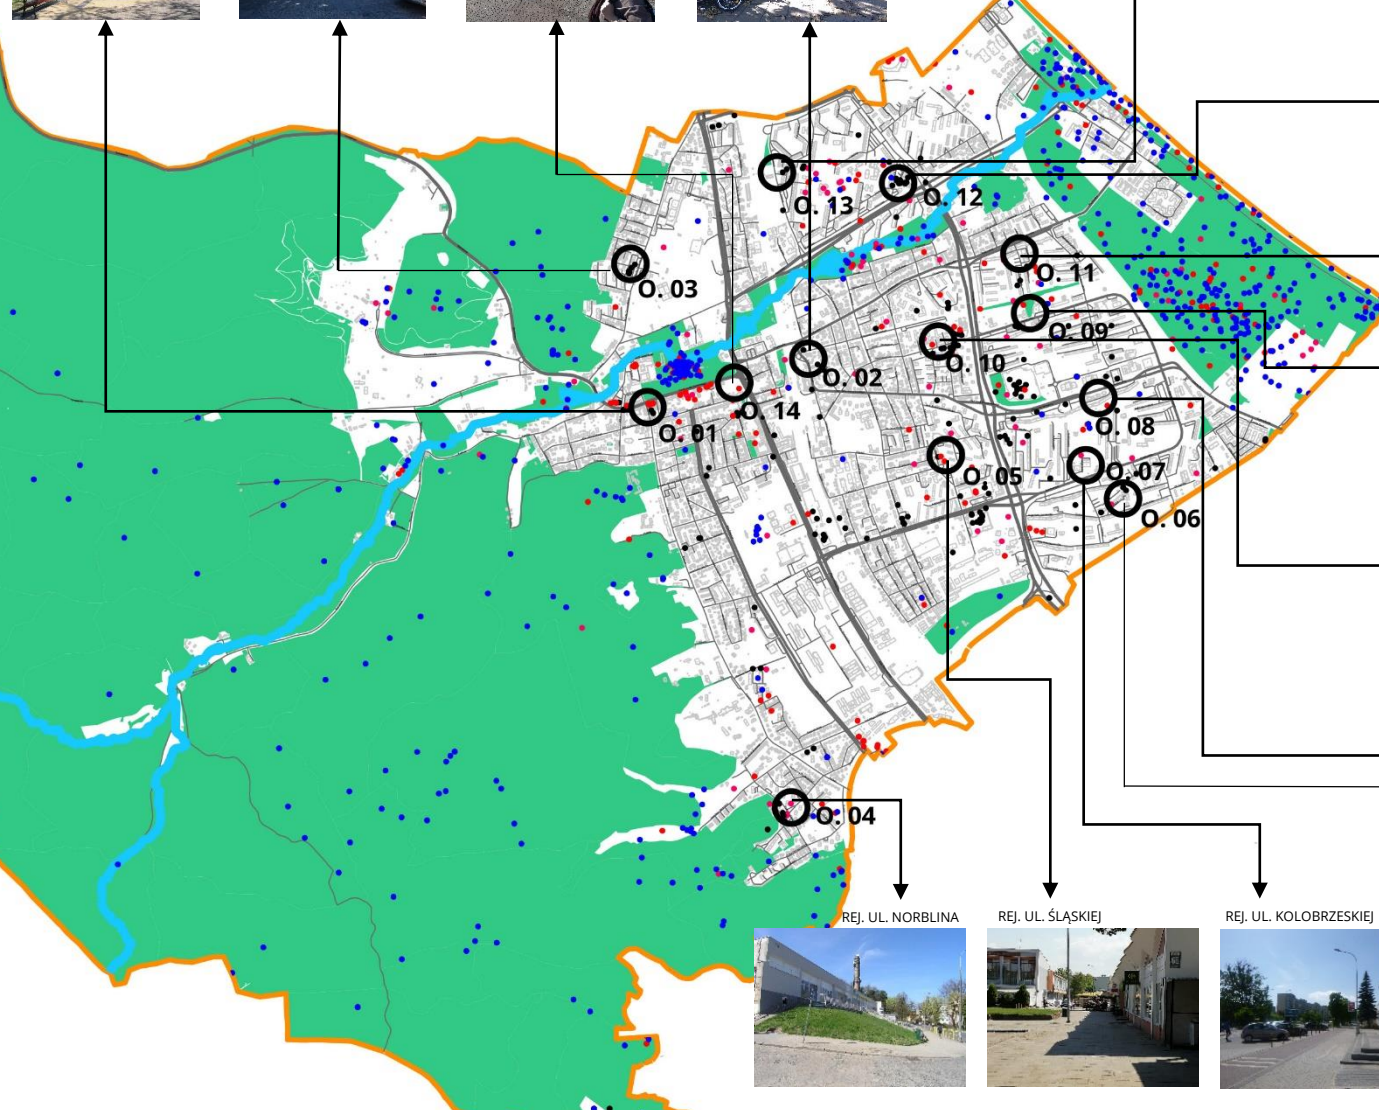 O. 13
O. 12
O. 11
O. 03
O. 09
O. 10
O. 02
O. 14
O. 01
O. 08
O. 05
O. 07
O. 06
O. 04
REJ. UL. NORBLINA
REJ. UL. ŚLĄSKIEJ
REJ. UL. KOLOBRZESKIEJ